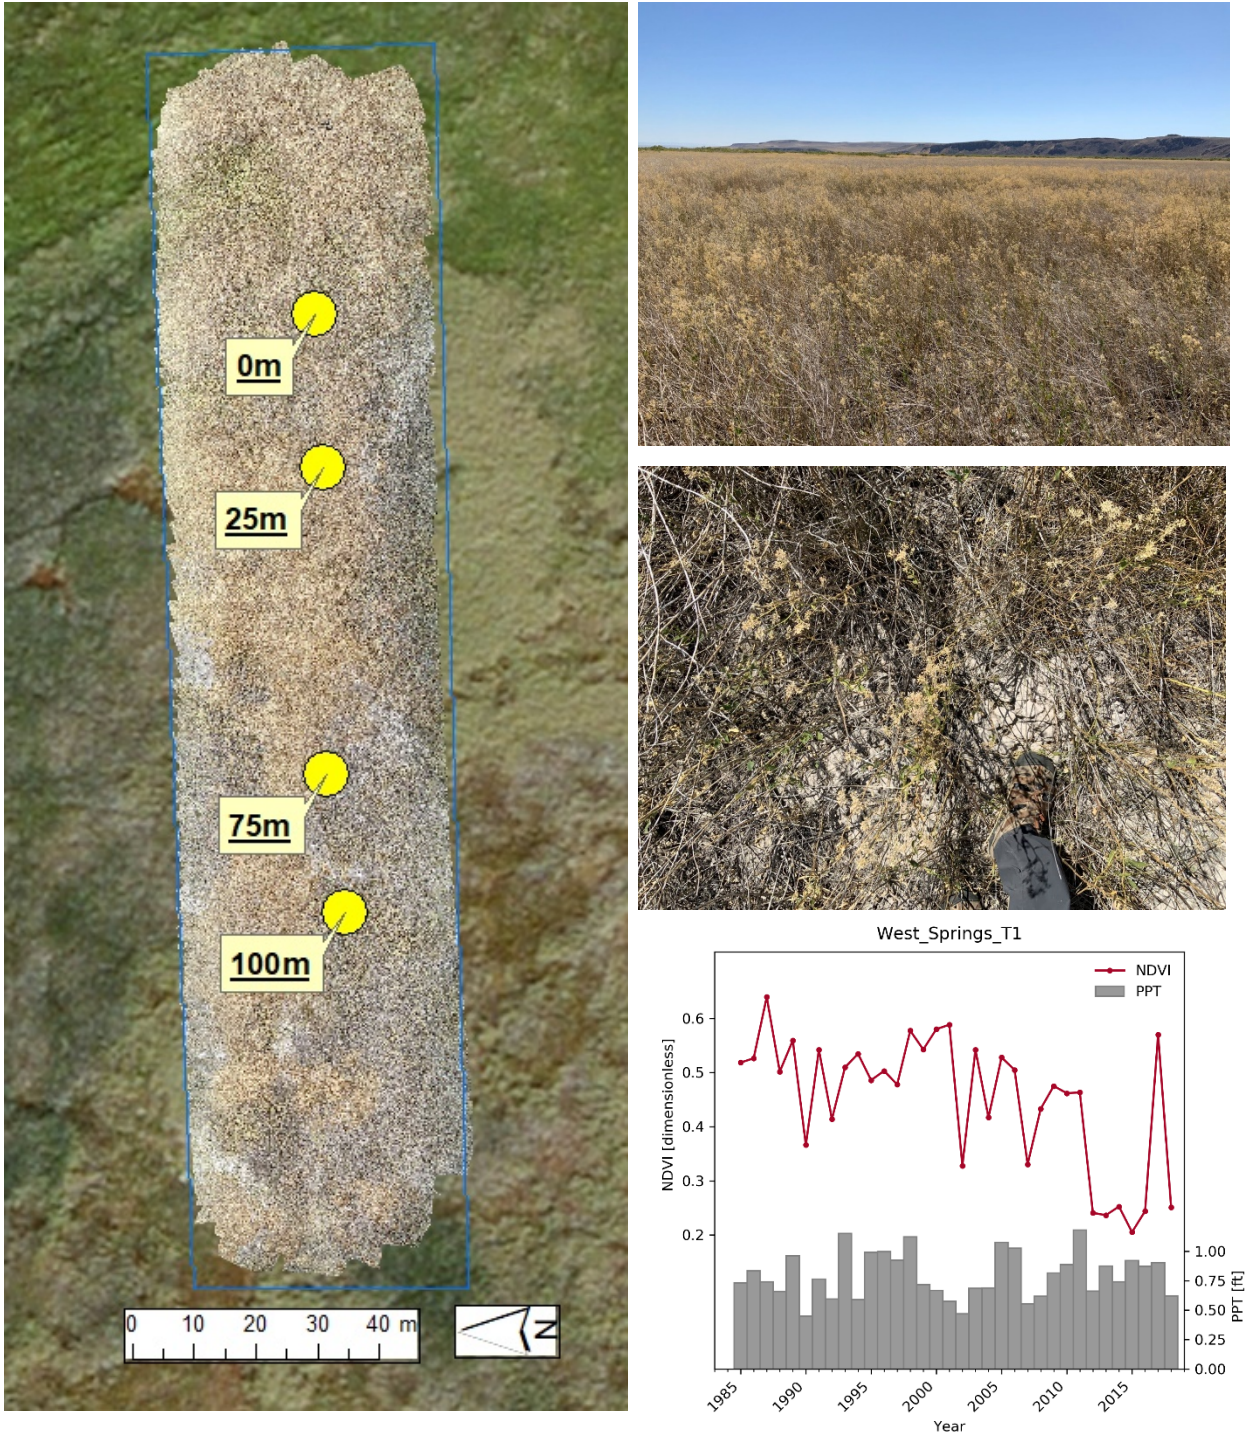 0m
25m
75m
100m
0 10 20 30 40 m
N
West_Springs_T1
NDVI
PPT
NDVI [dimensionless]
0.6
0.5
0.4
0.3
0.2
1.00
0.75
0.50
0.25
0.00
PPT [ft]
1985 1990 1995 2000 2005 2010 2015
Year